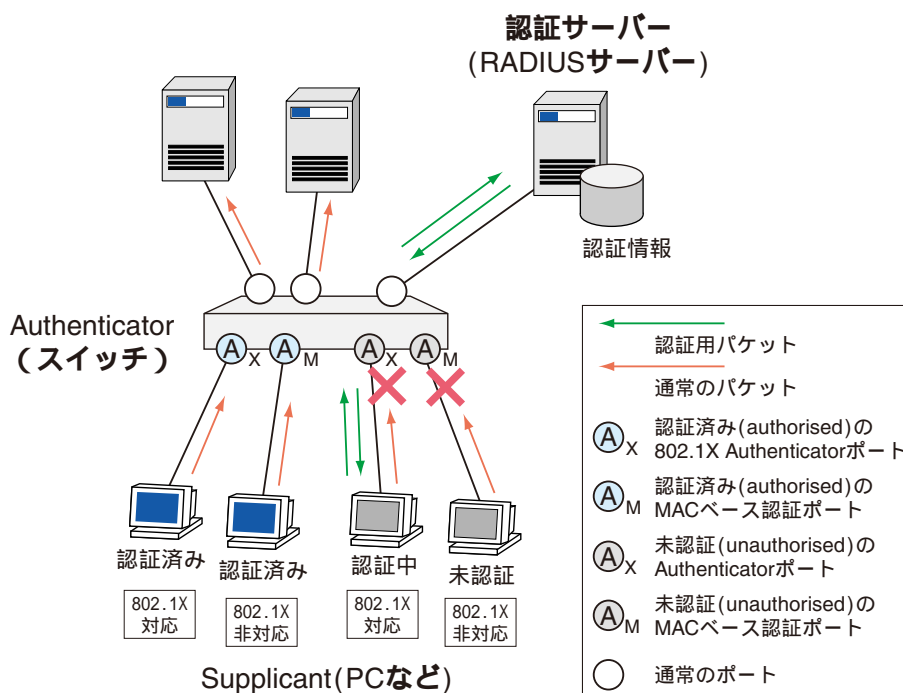 認証サーバー
(RADIUSサーバー)
認証情報
Authenticator
(スイッチ)
A X
A M
A X
A M
認証済み
認証済み
認証中
未認証
802.1X
対応
802.1X
非対応
802.1X
対応
802.1X
非対応
Supplicant(PCなど)
認証用パケット
通常のパケット
A X
認証済み(authorised)の
802.1X Authenticatorポート
A M
認証済み(authorised)の
MACベース認証ポート
A X
未認証(unauthorised)の
Authenticatorポート
A M
未認証(unauthorised)の
MACベース認証ポート
通常のポート